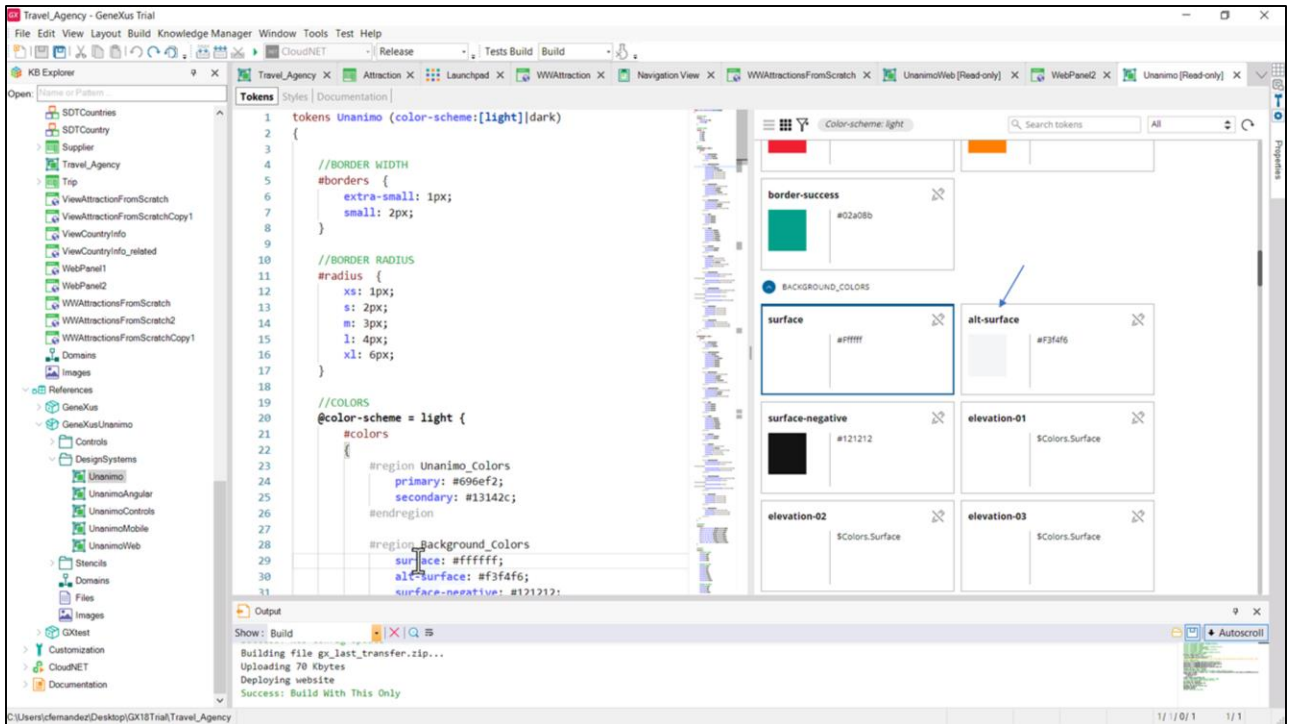 Travel_Agency - GeneXus Trial
File Edit View Layout Build Knowledge Manager Window Tools Test Help
CloudNET Release Tests Build Build
KB Explorer
Open: Name or Pattern
SDTCountries
SDTCountry
Supplier
Travel_Agency
Trip
ViewAttractionFromScratch
ViewAttractionFromScratchCopy1
ViewCountryInfo
ViewCountryInfo_related
WebPanel1
WebPanel2
WWAttractionsFromScratch
WWAttractionsFromScratch2
WWAttractionsFromScratchCopy1
Domains
Images
References
GeneXus
GeneXusUnanimo
Controls
DesignSystems
Unanimo
UnanimoAngular
UnanimoControls
UnanimoMobile
UnanimoWeb
Stencils
Domains
Files
Images
GXtest
Customization
CloudNET
Documentation
Travel_Agency Attraction Launchpad WWAttraction Navigation View WWAttractionsFromScratch UnanimoWeb [Read-only] WebPanel2 Unanimo [Read-only]
Tokens Styles Documentation
1 tokens Unanimo (color-scheme:[light]|dark)
2 {
3
4 //BORDER WIDTH
5 #borders {
6 extra-small: 1px;
7 small: 2px;
8 }
9
10 //BORDER RADIUS
11 #radius {
12 xs: 1px;
13 s: 2px;
14 m: 3px;
15 l: 4px;
16 xl: 6px;
17 }
18
19 //COLORS
20 @color-scheme = light {
21 #colors
22 {
23 #region Unanimo_Colors
24 primary: #696ef2;
25 secondary: #13142c;
26 #endregion
27
28 #region Background_Colors
29 surface: #ffffff;
30 alt-surface: #f3f4f6;
31 surface-negative: #121212;
Color-scheme: light
Search tokens
All
border-success
#02a08b
BACKGROUND_COLORS
surface
#Ffffff
alt-surface
#F3f4f6
surface-negative
#121212
elevation-01
$Colors.Surface
elevation-02
$Colors.Surface
elevation-03
$Colors.Surface
Properties
Output
Show: Build
Autoscroll
Building file gx_last_transfer.zip...
Uploading 70 Kbytes
Deploying website
Success: Build With This Only
C:\Users\cfernandez\Desktop\GX18Trial\Travel_Agency
1/1